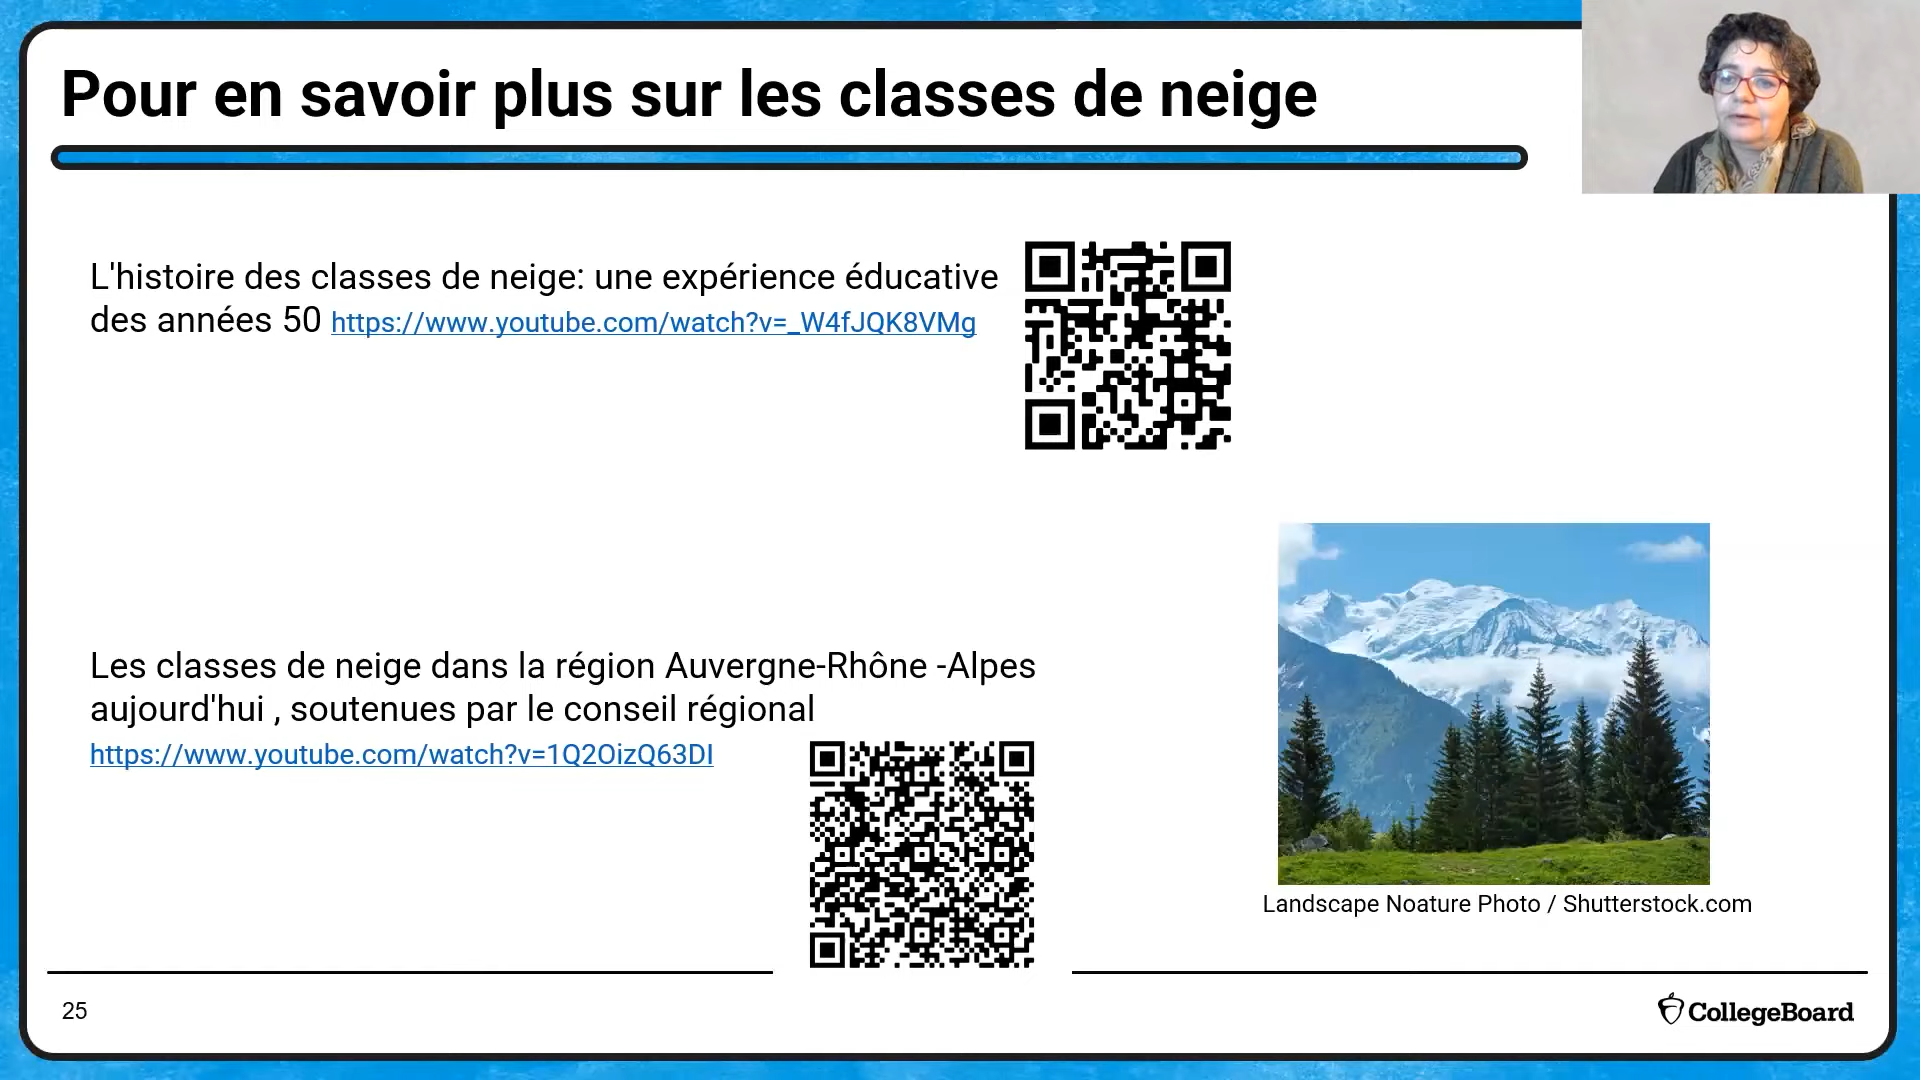 Pour en savoir plus sur les classes de neige
L'histoire des classes de neige: une expérience éducative
des années 50 https://www.youtube.com/watch?v=_W4fJQK8VMg
Les classes de neige dans la région Auvergne-Rhône -Alpes
aujourd'hui , soutenues par le conseil régional
https://www.youtube.com/watch?v=1Q2OizQ63DI
Landscape Noature Photo / Shutterstock.com
25
CollegeBoard